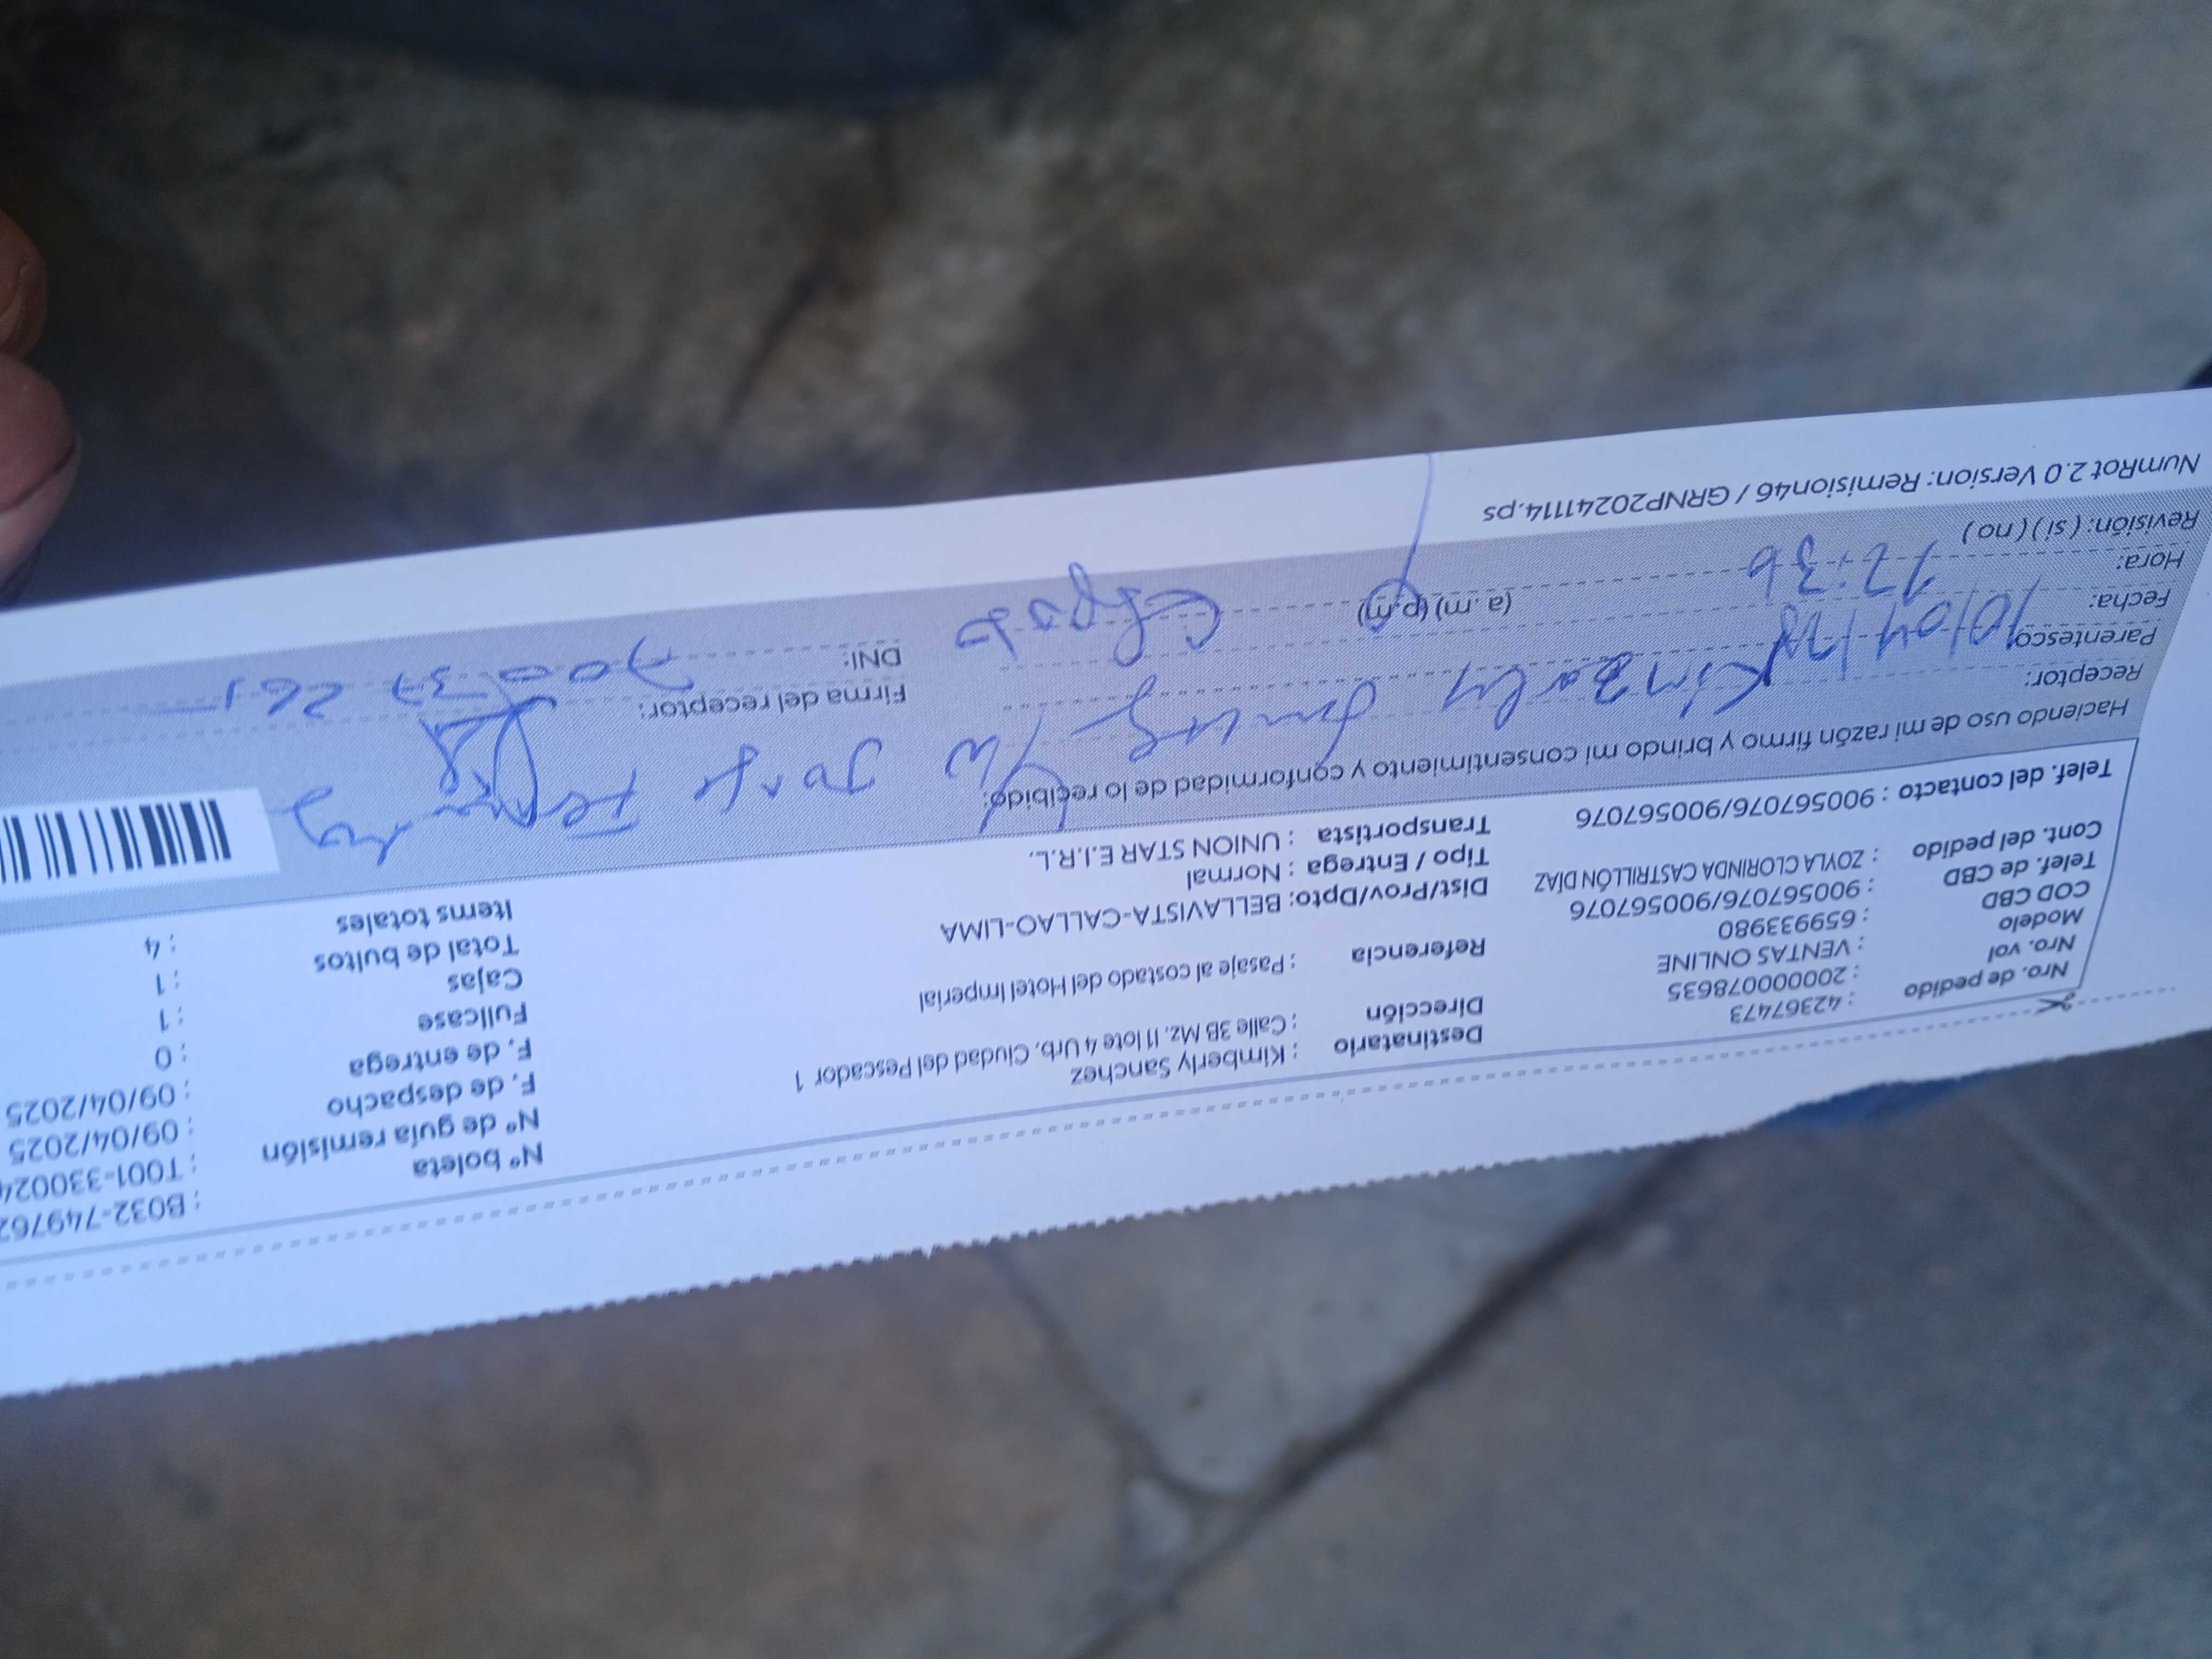 Nº boleta : B032-74976
Nº de guía remisión : T001-33002
F. de despacho : 09/04/2025
F. de entrega : 09/04/2025
Fullcase : 0
Cajas : 1
Total de bultos : 1
Items totales : 4
Destinatario : Kimberly Sanchez
Dirección : Calle 3B Mz. I1 lote 4 Urb. Ciudad del Pescador 1
Referencia : Pasaje al costado del Hotel Imperial
Dist/Prov/Dpto: BELLAVISTA-CALLAO-LIMA
Tipo / Entrega : Normal
Transportista : UNION STAR E.I.R.L.
Nro. de pedido : 42367473
Nro. vol : 20000078635
Modelo : VENTAS ONLINE
COD CBD : 659933980
Telef. de CBD : 900567076/900567076
Cont. del pedido : ZOYLA CLORINDA CASTRILLÓN DÍAZ
Telef. del contacto : 900567076/900567076
Haciendo uso de mi razón firmo y brindo mi consentimiento y conformidad de lo recibido:
Receptor:
Parentesco
Fecha: 10/04/
Hora: 12:36 (a. m) (p.m)
Revisión: ( si ) ( no )
Firma del receptor:
DNI:
NumRot 2.0 Version: Remision46 / GRNP20241114.ps